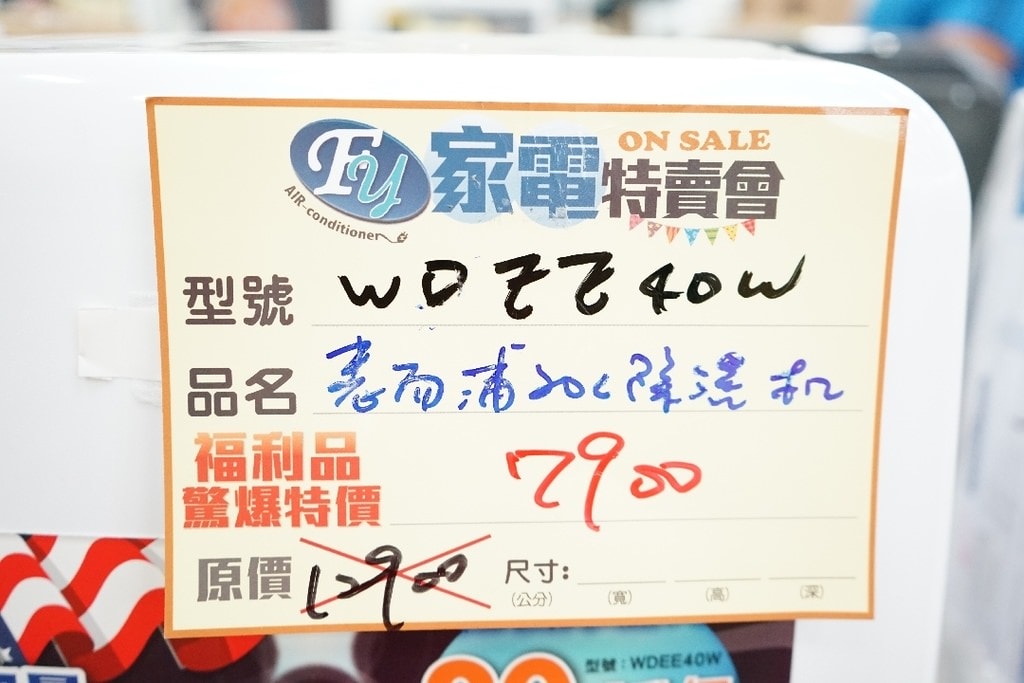 Fy 家電特賣會 ON SALE
AIR-conditioner
型號 WDEE40W
品名 惠而浦20L除濕机
福利品
驚爆特價 7900
原價 12900 尺寸:
(公分) (寬) (高) (深)
型號:WDEE40W